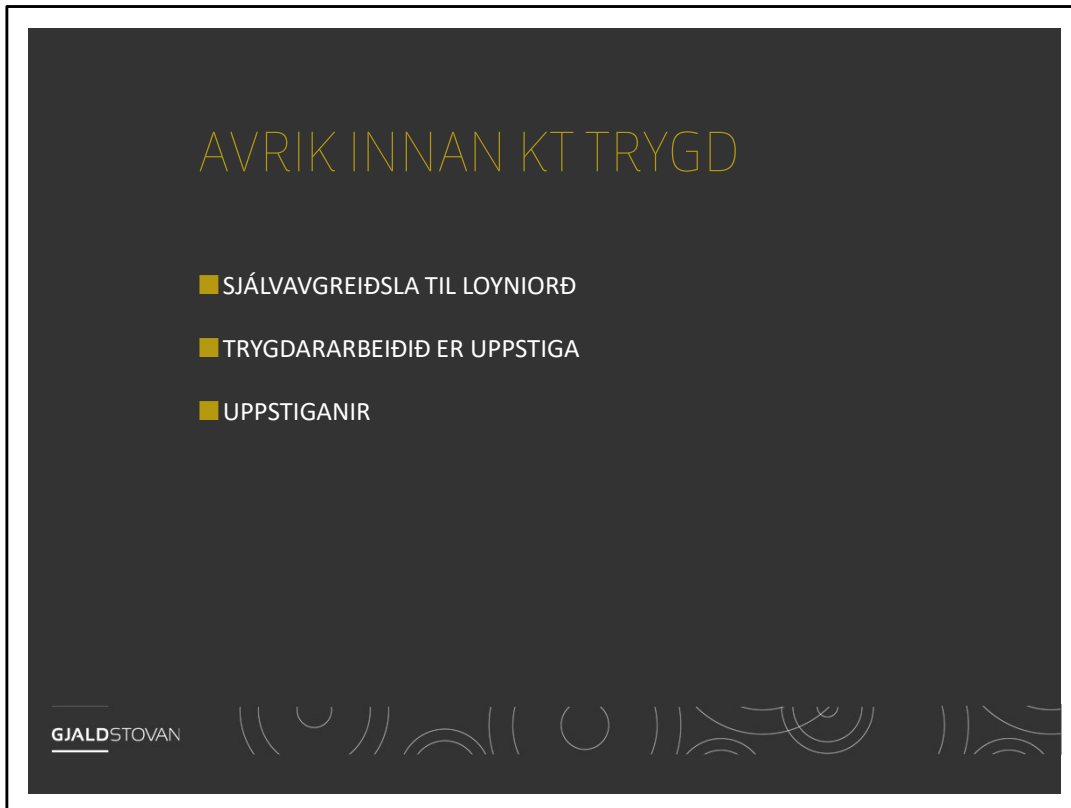 AVRIK INNAN KT TRYGD
SJÁLVAVGREIÐSLA TIL LOYNIORÐ
TRYGDARARBEIÐIÐ ER UPPSTIGA
UPPSTIGANIR
GJALDSTOVAN